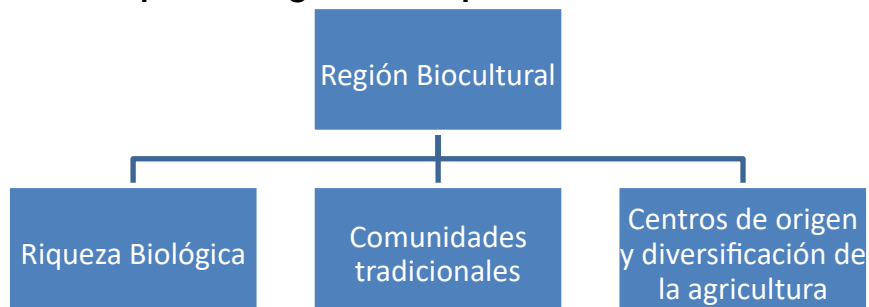 Región Biocultural
Riqueza Biológica
Comunidades
tradicionales
Centros de origen
y diversificación de
la agricultura